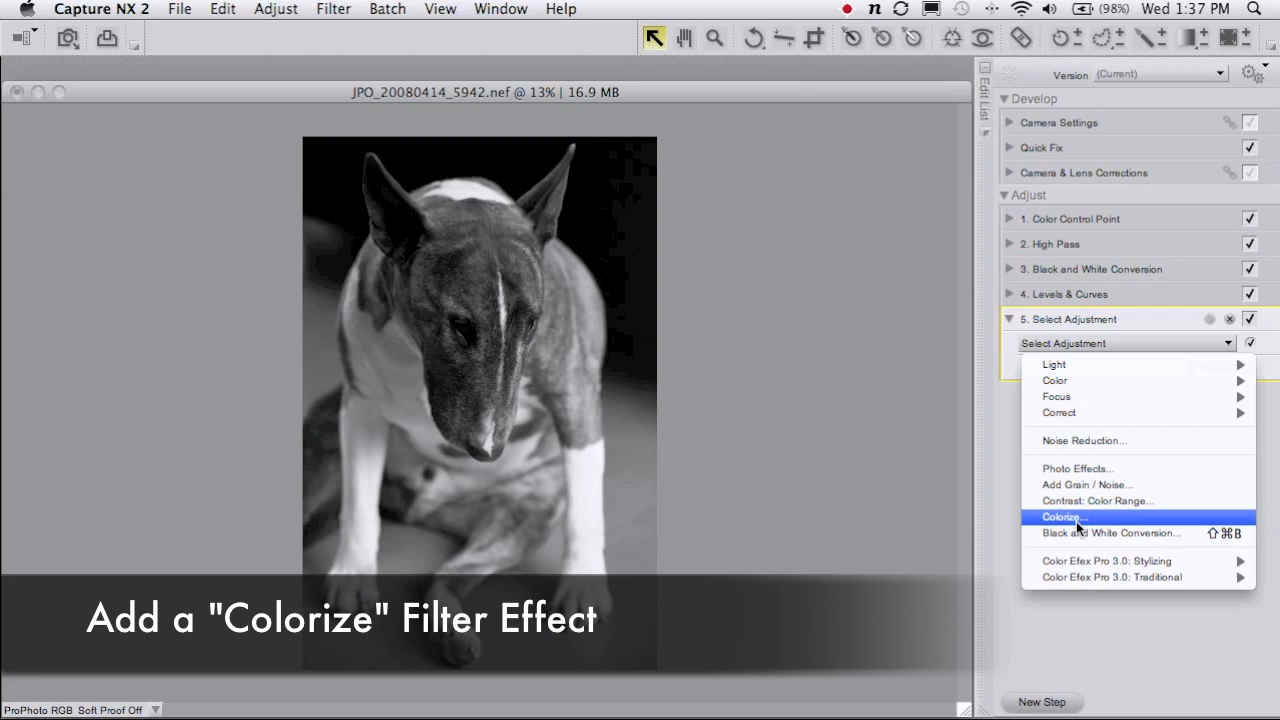 Capture NX 2 File Edit Adjust Filter Batch View Window Help
(98%) Wed 1:37 PM
JPO_20080414_5942.nef @ 13% | 16.9 MB
Edit List
Version (Current)
Develop
Camera Settings
Quick Fix
Camera & Lens Corrections
Adjust
1. Color Control Point
2. High Pass
3. Black and White Conversion
4. Levels & Curves
5. Select Adjustment
Select Adjustment
Light
Color
Focus
Correct
Noise Reduction...
Photo Effects...
Add Grain / Noise...
Contrast: Color Range...
Colorize...
Black and White Conversion... ⇧⌘B
Color Efex Pro 3.0: Stylizing
Color Efex Pro 3.0: Traditional
Add a "Colorize" Filter Effect
New Step
ProPhoto RGB Soft Proof Off